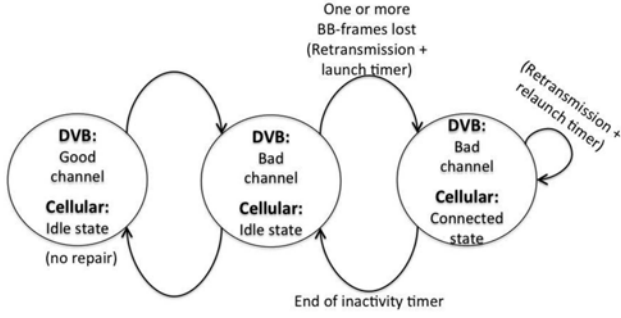 One or more
BB-frames lost
(Retransmission +
launch timer)
(Retransmission +
relaunch timer)
DVB:
Good
channel
Cellular:
Idle state
(no repair)
DVB:
Bad
channel
Cellular:
Idle state
DVB:
Bad
channel
Cellular:
Connected
state
End of inactivity timer